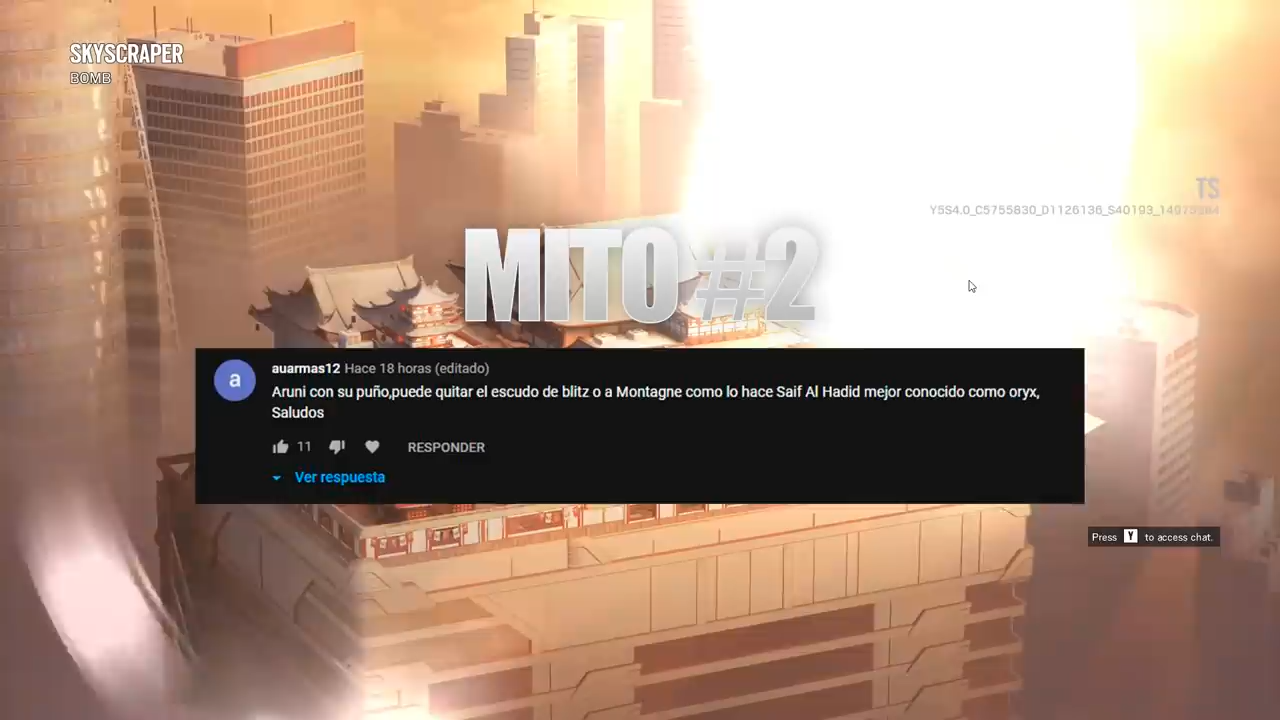 SKYSCRAPER
BOMB
TS
MITO #2
auarmas12 Hace 18 horas (editado)
Aruni con su puño,puede quitar el escudo de blitz o a Montagne como lo hace Saif Al Hadid mejor conocido como oryx,
Saludos
11 RESPONDER
Ver respuesta
Press Y to access chat.